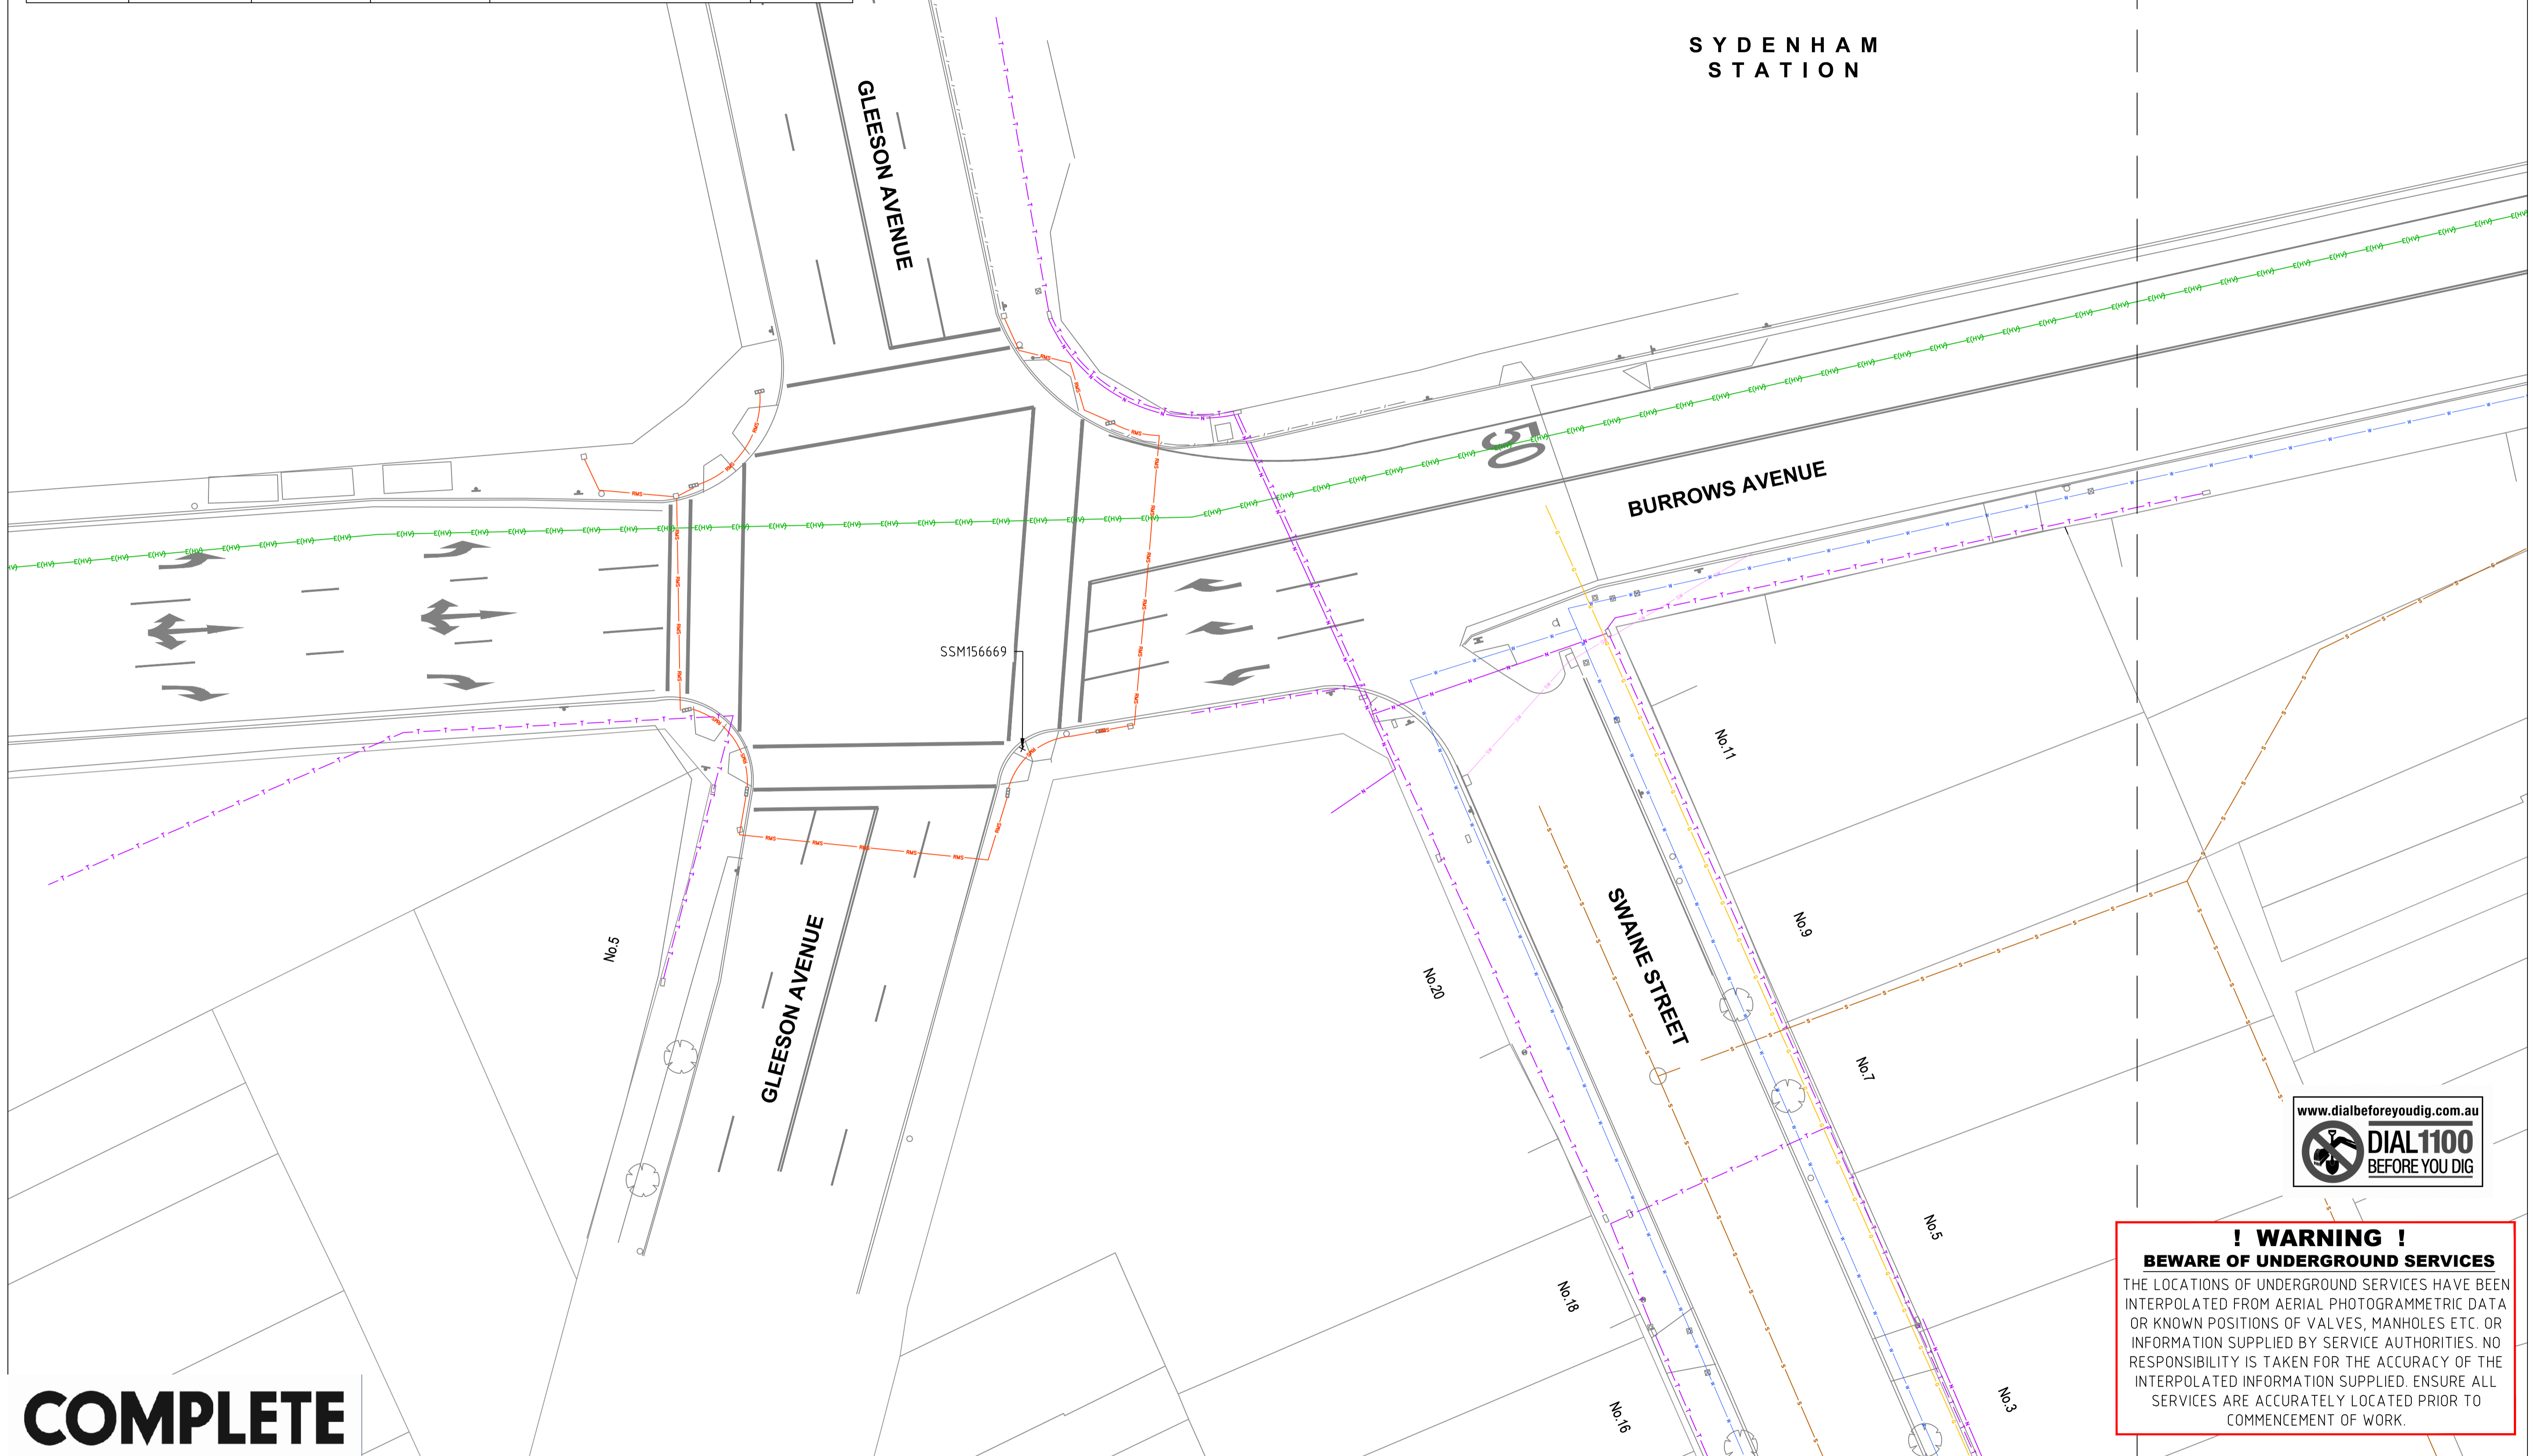 SYDENHAM
STATION
GLEESON AVENUE
50
BURROWS AVENUE
SSM156669
No.11
No.9
No.5
No.20
SWAINE STREET
GLEESON AVENUE
No.7
No.5
No.18
No.3
No.16
www.dialbeforeyoudig.com.au
DIAL1100
BEFORE YOU DIG
! WARNING !
BEWARE OF UNDERGROUND SERVICES
THE LOCATIONS OF UNDERGROUND SERVICES HAVE BEEN
INTERPOLATED FROM AERIAL PHOTOGRAMMETRIC DATA
OR KNOWN POSITIONS OF VALVES, MANHOLES ETC. OR
INFORMATION SUPPLIED BY SERVICE AUTHORITIES. NO
RESPONSIBILITY IS TAKEN FOR THE ACCURACY OF THE
INTERPOLATED INFORMATION SUPPLIED. ENSURE ALL
SERVICES ARE ACCURATELY LOCATED PRIOR TO
COMMENCEMENT OF WORK.
COMPLETE
E(HV)
RMS
T
N
W
G
S